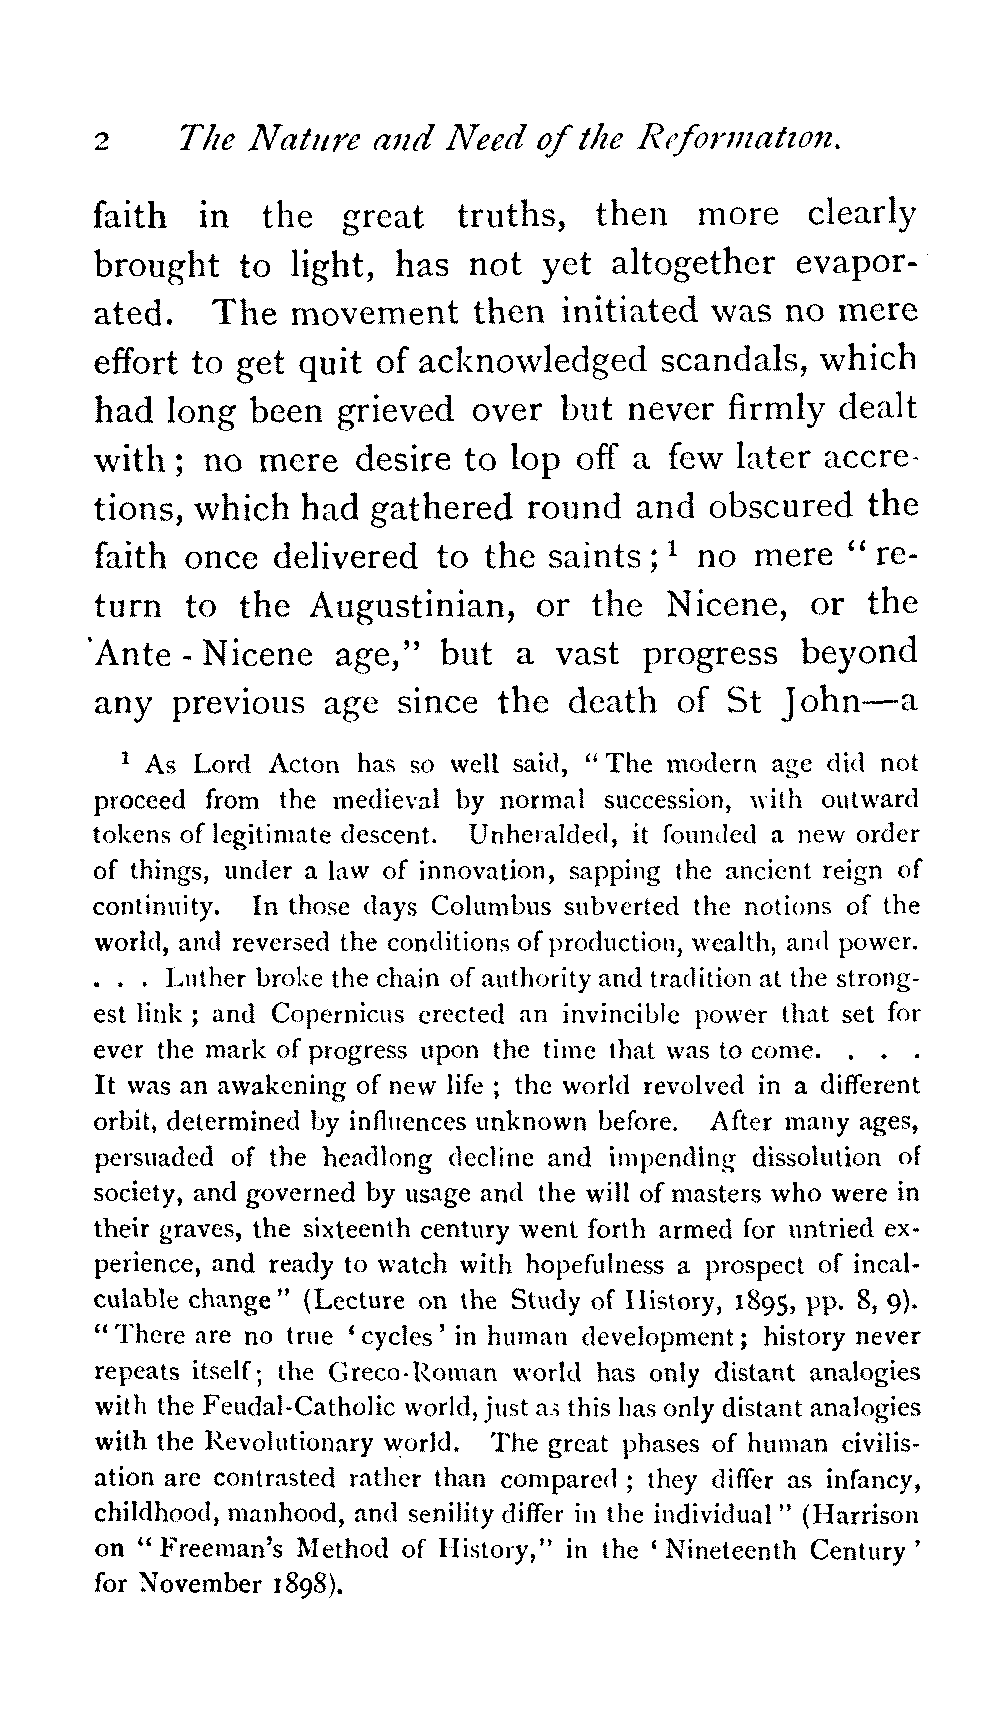 2 The Nature and Need of the Reformation.
faith in the great truths, then more clearly
brought to light, has not yet altogether evapor-
ated. The movement then initiated was no mere
effort to get quit of acknowledged scandals, which
had long been grieved over but never firmly dealt
with; no mere desire to lop off a few later accre-
tions, which had gathered round and obscured the
faith once delivered to the saints;¹ no mere “re-
turn to the Augustinian, or the Nicene, or the
Ante-Nicene age,” but a vast progress beyond
any previous age since the death of St John—a
¹ As Lord Acton has so well said, “The modern age did not
proceed from the medieval by normal succession, with outward
tokens of legitimate descent. Unheralded, it founded a new order
of things, under a law of innovation, sapping the ancient reign of
continuity. In those days Columbus subverted the notions of the
world, and reversed the conditions of production, wealth, and power.
. . . Luther broke the chain of authority and tradition at the strong-
est link; and Copernicus erected an invincible power that set for
ever the mark of progress upon the time that was to come. . . .
It was an awakening of new life; the world revolved in a different
orbit, determined by influences unknown before. After many ages,
persuaded of the headlong decline and impending dissolution of
society, and governed by usage and the will of masters who were in
their graves, the sixteenth century went forth armed for untried ex-
perience, and ready to watch with hopefulness a prospect of incal-
culable change” (Lecture on the Study of History, 1895, pp. 8, 9).
“There are no true ‘cycles’ in human development; history never
repeats itself; the Greco-Roman world has only distant analogies
with the Feudal-Catholic world, just as this has only distant analogies
with the Revolutionary world. The great phases of human civilis-
ation are contrasted rather than compared; they differ as infancy,
childhood, manhood, and senility differ in the individual” (Harrison
on “Freeman’s Method of History,” in the ‘Nineteenth Century’
for November 1898).